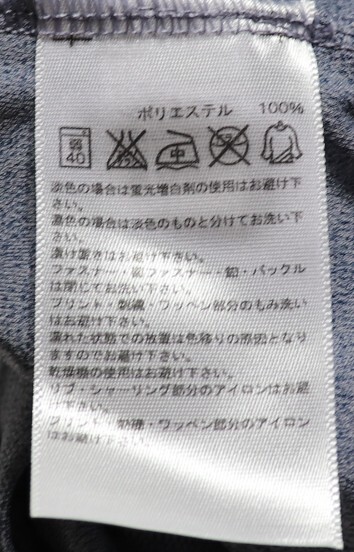 ポリエステル 100%
弱 40
中
淡色の場合は蛍光増白剤の使用はお避け下
さい。
濃色の場合は淡色のものと分けてお洗い下
さい。
漬け置きはお避け下さい。
ファスナー・面ファスナー・釦・バックル
は閉じてお洗い下さい。
プリント・刺繍・ワッペン部分のもみ洗い
はお避け下さい。
濡れた状態での放置は色移りの原因となり
ますのでお避け下さい。
乾燥機の使用はお避け下さい。
リブ・シャーリング部分のアイロンはお避
け下さい。
プリント・刺繍・ワッペン部分のアイロン
はお避け下さい。